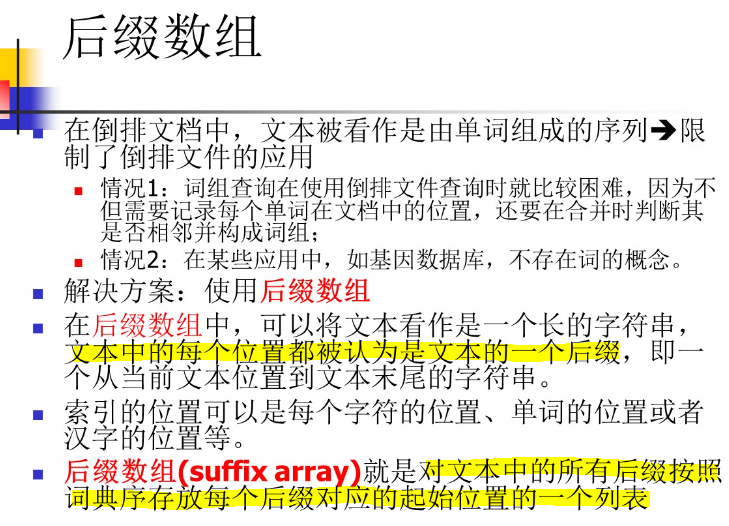 后缀数组
在倒排文档中，文本被看作是由单词组成的序列➔限
制了倒排文件的应用
情况1：词组查询在使用倒排文件查询时就比较困难，因为不
但需要记录每个单词在文档中的位置，还要在合并时判断其
是否相邻并构成词组；
情况2：在某些应用中，如基因数据库，不存在词的概念。
解决方案：使用后缀数组
在后缀数组中，可以将文本看作是一个长的字符串，
文本中的每个位置都被认为是文本的一个后缀，即一
个从当前文本位置到文本末尾的字符串。
索引的位置可以是每个字符的位置、单词的位置或者
汉字的位置等。
后缀数组(suffix array)就是对文本中的所有后缀按照
词典序存放每个后缀对应的起始位置的一个列表